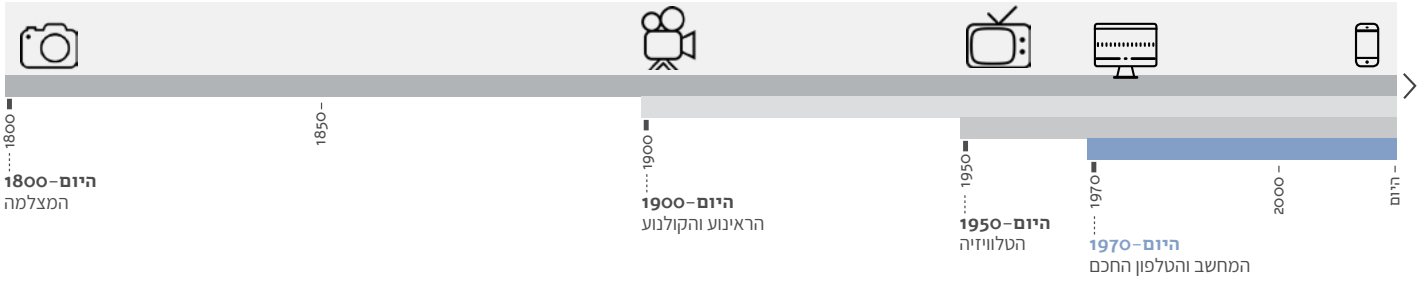 1800
1850–
1900
1950
1970
2000 –
– היום
1800–היום
המצלמה
1900–היום
הראינוע והקולנוע
1950–היום
הטלוויזיה
1970–היום
המחשב והטלפון החכם